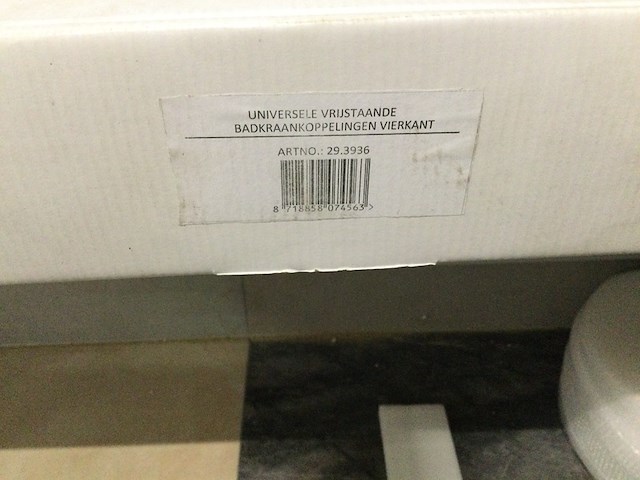 UNIVERSELE VRIJSTAANDE
BADKRAANKOPPELINGEN VIERKANT
ARTNO.: 29.3936
8 718858 074563 >